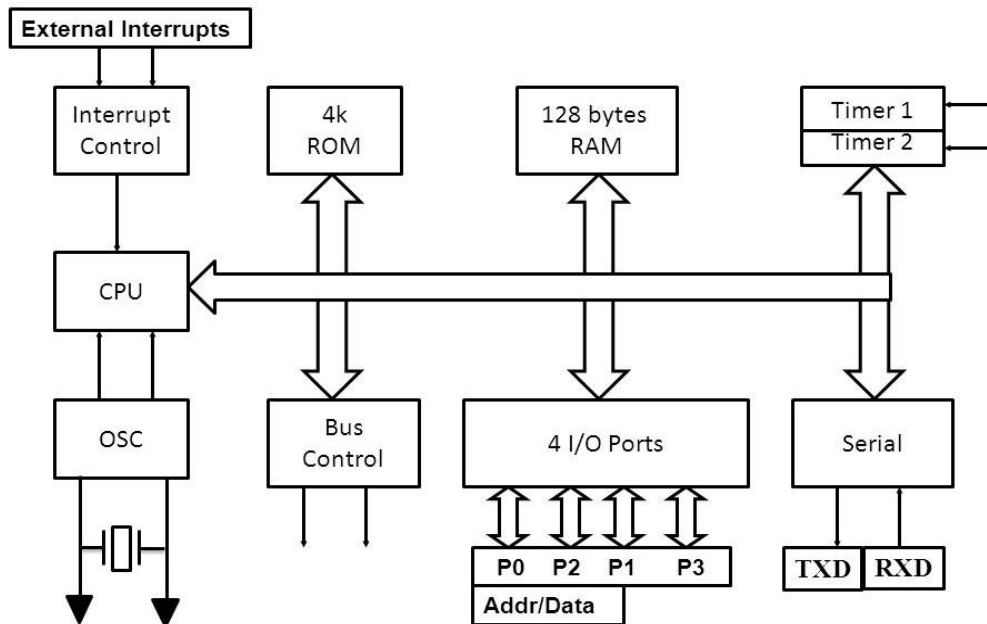 External Interrupts
Interrupt
Control
4k
ROM
128 bytes
RAM
Timer 1
Timer 2
CPU
OSC
Bus
Control
4 I/O Ports
Serial
P0 P2 P1 P3
Addr/Data
TXD RXD